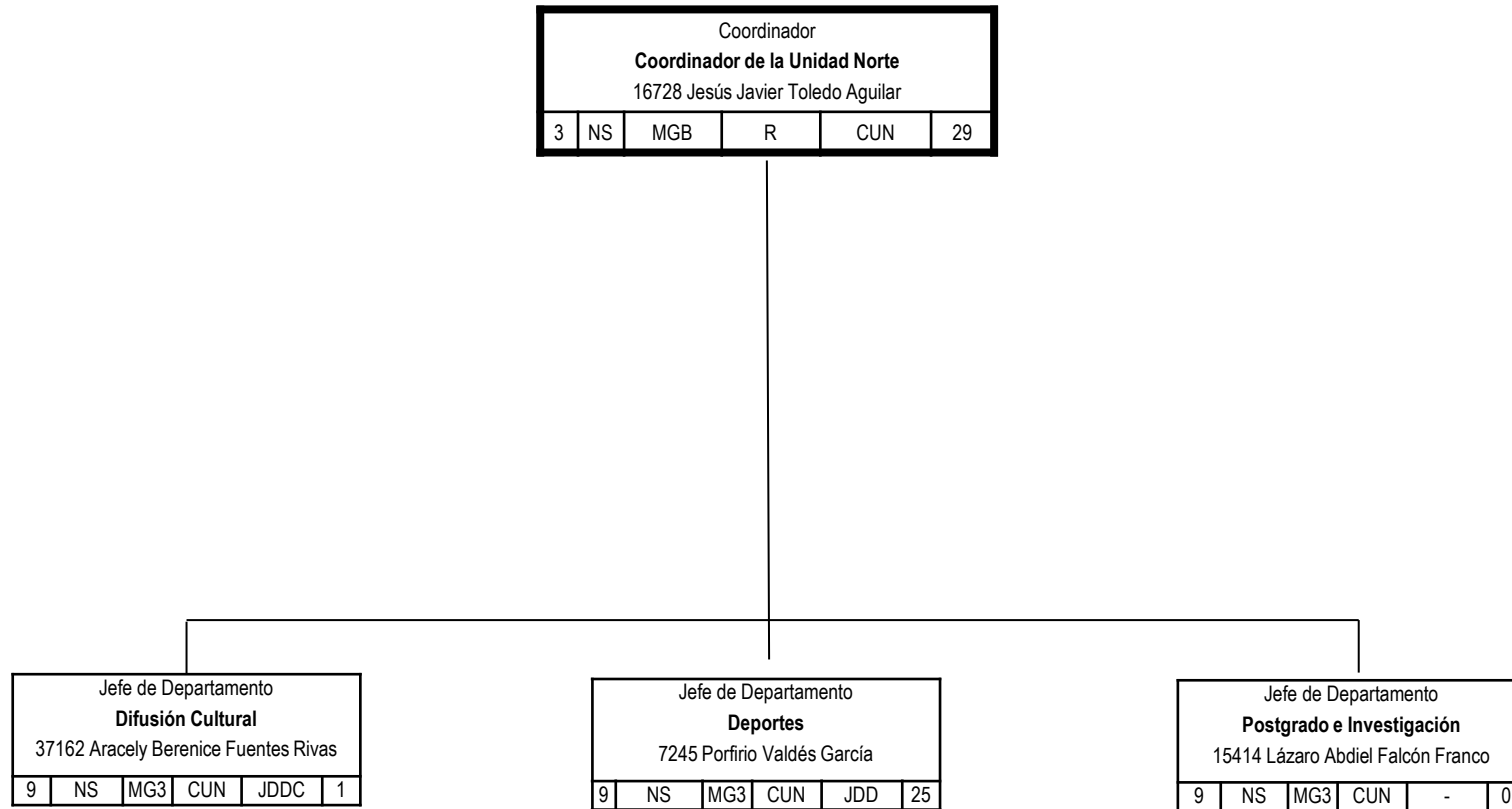 Coordinador
Coordinador de la Unidad Norte
16728 Jesús Javier Toledo Aguilar
3 NS MGB R CUN 29
Jefe de Departamento
Difusión Cultural
37162 Aracely Berenice Fuentes Rivas
9 NS MG3 CUN JDDC 1
Jefe de Departamento
Deportes
7245 Porfirio Valdés García
9 NS MG3 CUN JDD 25
Jefe de Departamento
Postgrado e Investigación
15414 Lázaro Abdiel Falcón Franco
9 NS MG3 CUN - 0